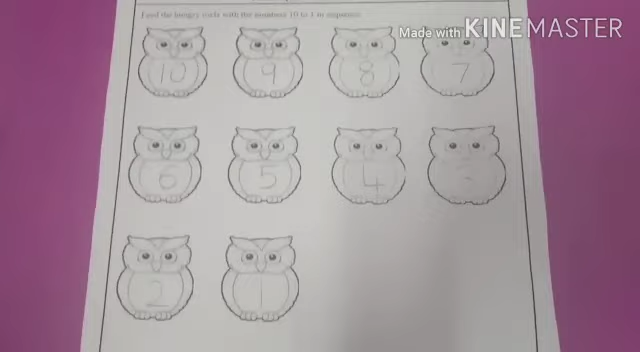 Made with KINEMASTER
Feed the hungry owls with the numbers 10 to 1 in sequence.
10 9 8 7
6 5 4 3
2 1